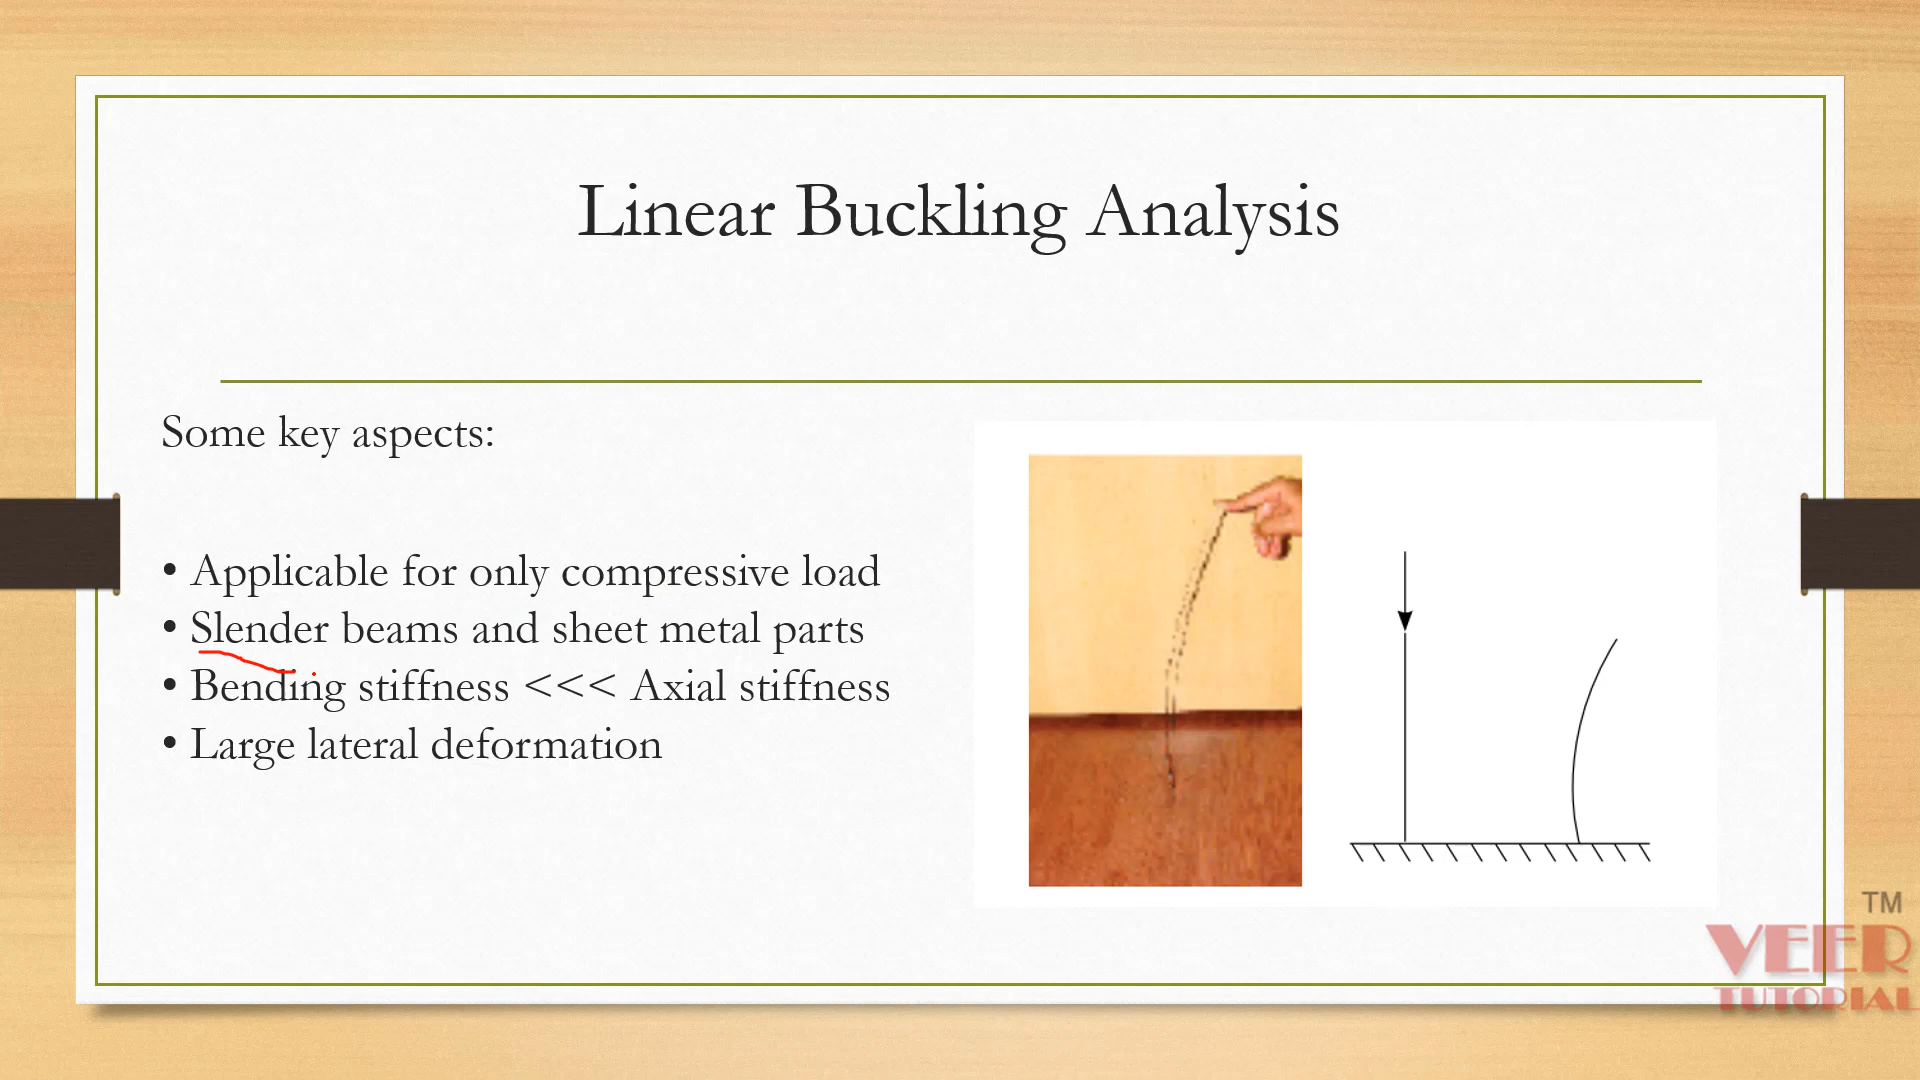 Linear Buckling Analysis
Some key aspects:
• Applicable for only compressive load
• Slender beams and sheet metal parts
• Bending stiffness <<< Axial stiffness
• Large lateral deformation
TM
VEER
TUTORIAL